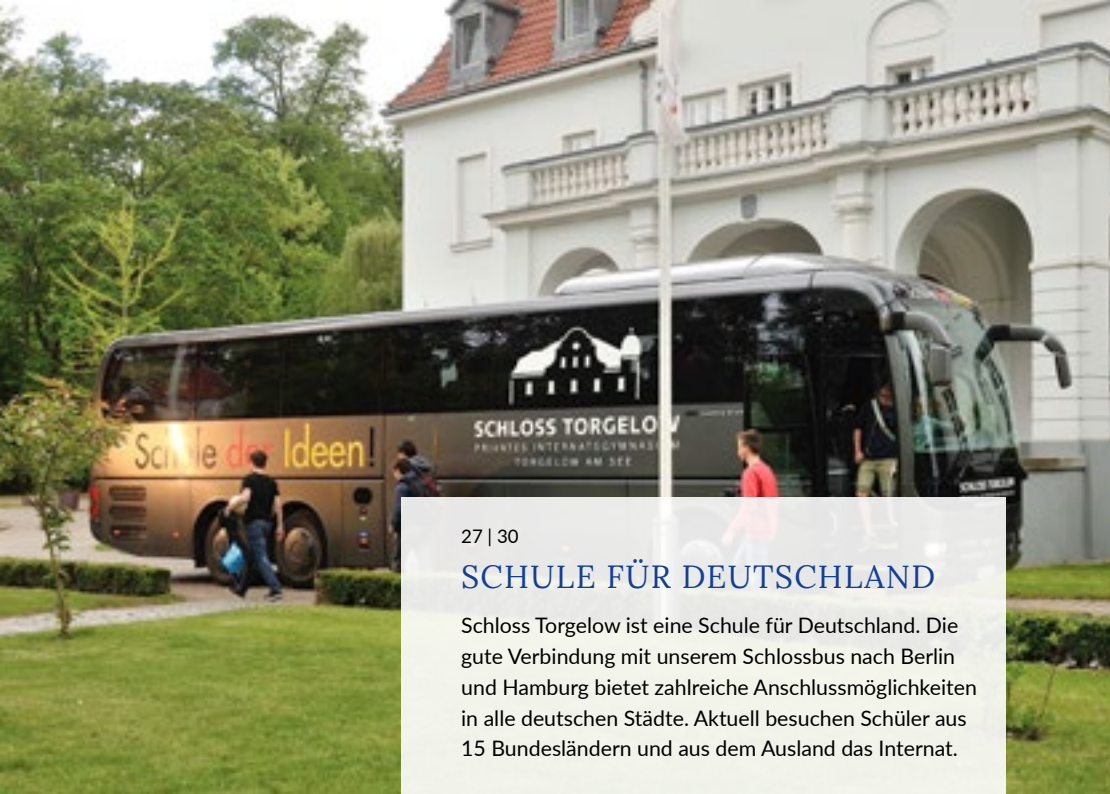 Schule der Ideen!
SCHLOSS TORGELOW
PRIVATES INTERNATSGYMNASIUM
TORGELOW AM SEE
SCHLOSS TORGELOW
27 | 30
SCHULE FÜR DEUTSCHLAND
Schloss Torgelow ist eine Schule für Deutschland. Die
gute Verbindung mit unserem Schlossbus nach Berlin
und Hamburg bietet zahlreiche Anschlussmöglichkeiten
in alle deutschen Städte. Aktuell besuchen Schüler aus
15 Bundesländern und aus dem Ausland das Internat.